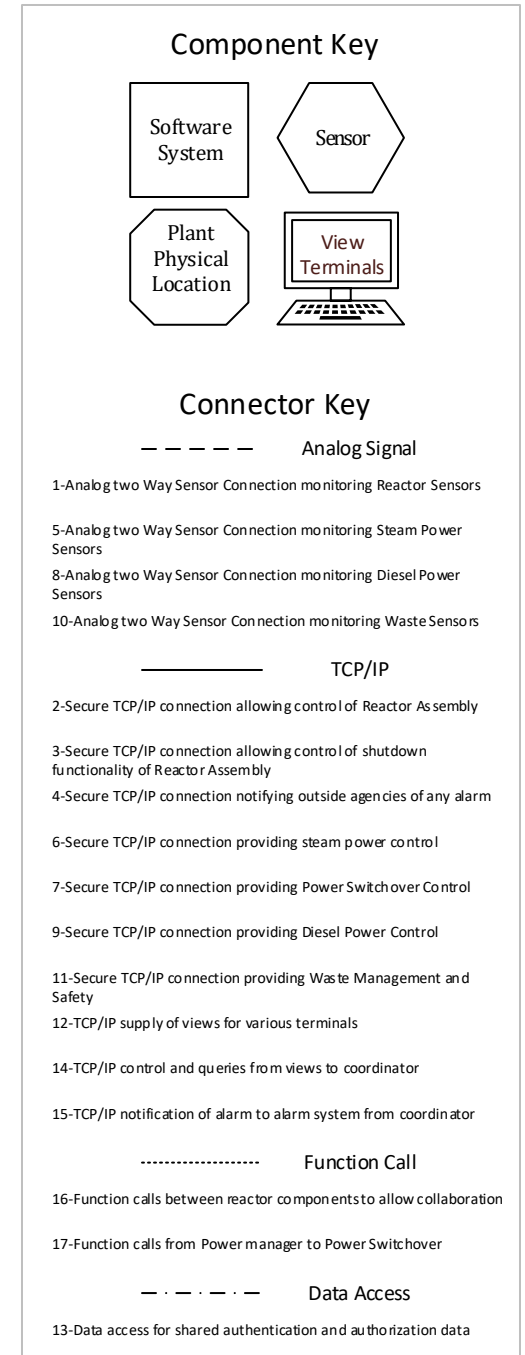 Component Key
Software
System
Sensor
Plant
Physical
Location
View
Terminals
Connector Key
Analog Signal
1-Analog two Way Sensor Connection monitoring Reactor Sensors
5-Analog two Way Sensor Connection monitoring Steam Power
Sensors
8-Analog two Way Sensor Connection monitoring Diesel Power
Sensors
10-Analog two Way Sensor Connection monitoring Waste Sensors
TCP/IP
2-Secure TCP/IP connection allowing control of Reactor Assembly
3-Secure TCP/IP connection allowing control of shutdown
functionality of Reactor Assembly
4-Secure TCP/IP connection notifying outside agencies of any alarm
6-Secure TCP/IP connection providing steam power control
7-Secure TCP/IP connection providing Power Switchover Control
9-Secure TCP/IP connection providing Diesel Power Control
11-Secure TCP/IP connection providing Waste Management and
Safety
12-TCP/IP supply of views for various terminals
14-TCP/IP control and queries from views to coordinator
15-TCP/IP notification of alarm to alarm system from coordinator
Function Call
16-Function calls between reactor components to allow collaboration
17-Function calls from Power manager to Power Switchover
Data Access
13-Data access for shared authentication and authorization data